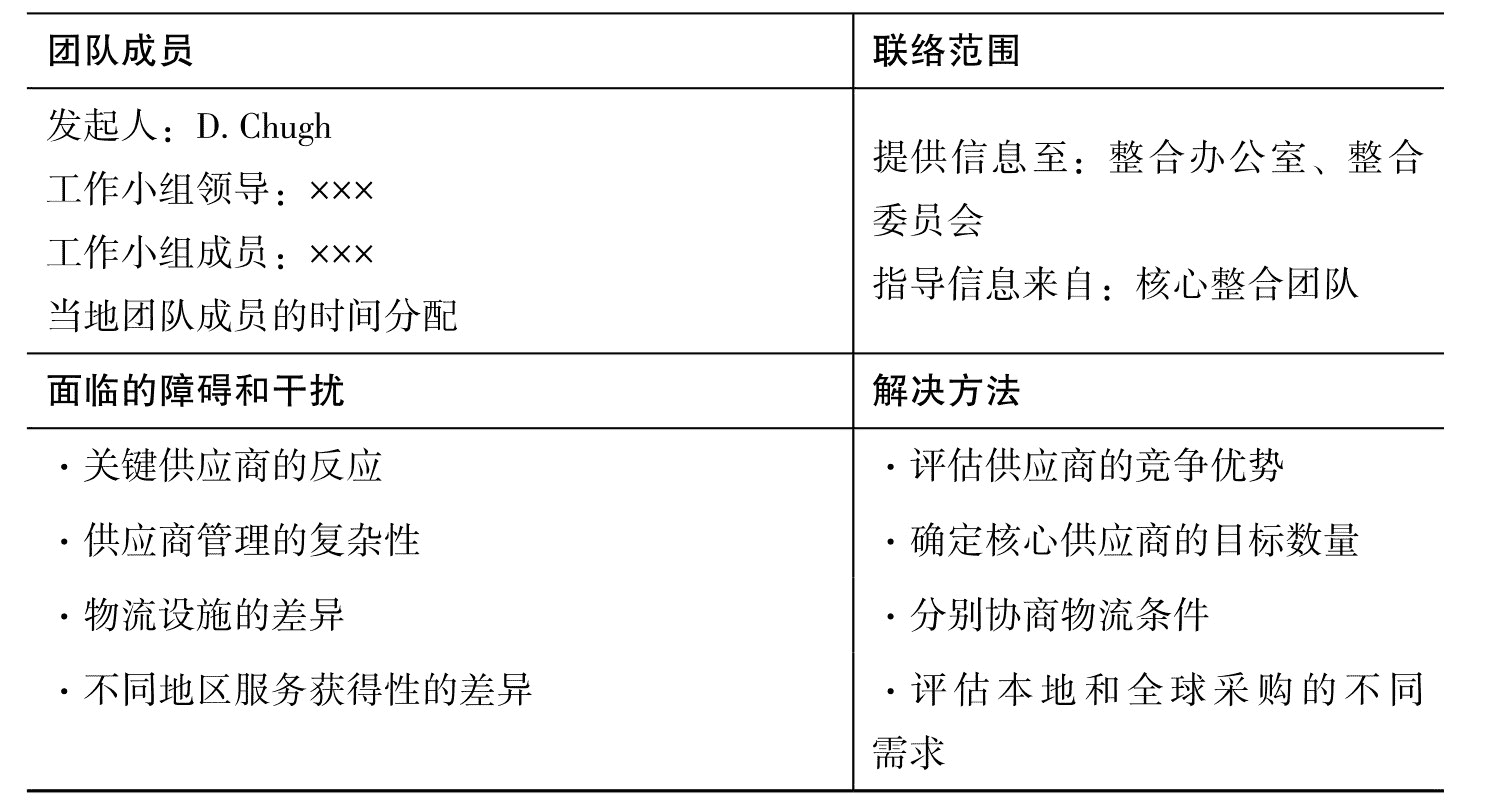 团队成员
联络范围
发起人：D. Chugh
工作小组领导：×××
工作小组成员：×××
当地团队成员的时间分配
提供信息至：整合办公室、整合
委员会
指导信息来自：核心整合团队
面临的障碍和干扰
解决方法
·关键供应商的反应
·供应商管理的复杂性
·物流设施的差异
·不同地区服务获得性的差异
·评估供应商的竞争优势
·确定核心供应商的目标数量
·分别协商物流条件
·评估本地和全球采购的不同
需求